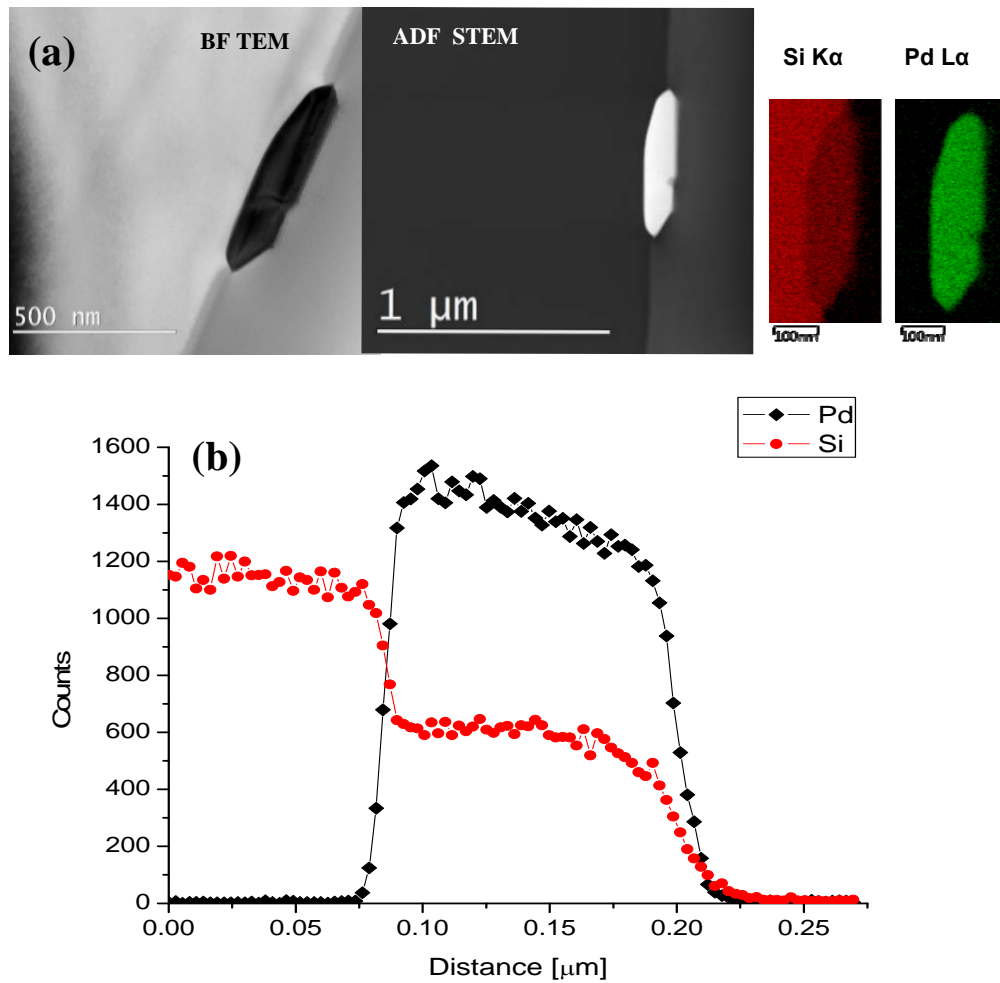 (a)
BF TEM
ADF STEM
Si Kα
Pd Lα
500 nm
1 μm
100nm
100nm
(b)
Pd
Si
1600
1400
1200
1000
800
600
400
200
0
Counts
0.00
0.05
0.10
0.15
0.20
0.25
Distance [μm]